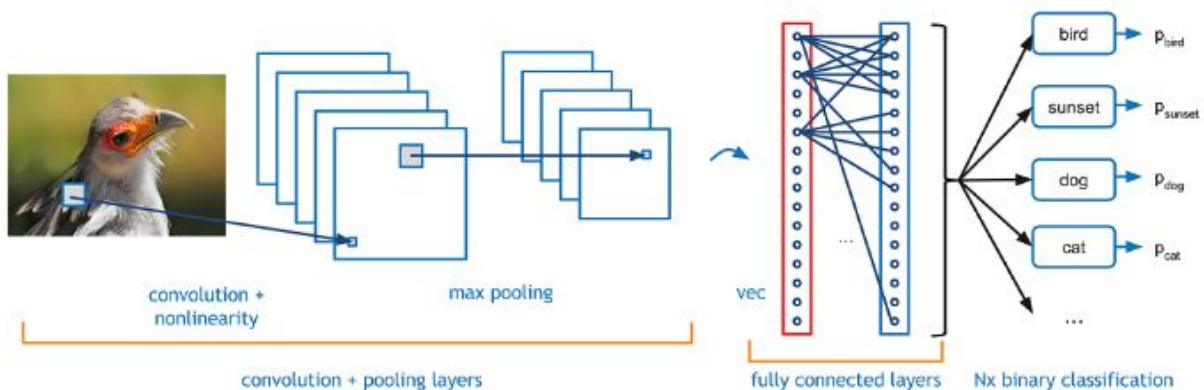 bird
p_bird
sunset
p_sunset
dog
p_dog
cat
p_cat
...
...
convolution +
nonlinearity
max pooling
vec
convolution + pooling layers
fully connected layers
Nx binary classification